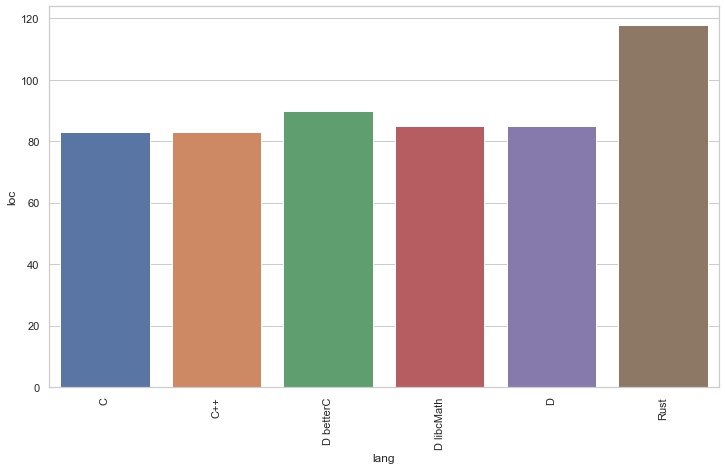 120
100
80
60
40
20
0
loc
C
C++
D betterC
D libcMath
D
Rust
lang